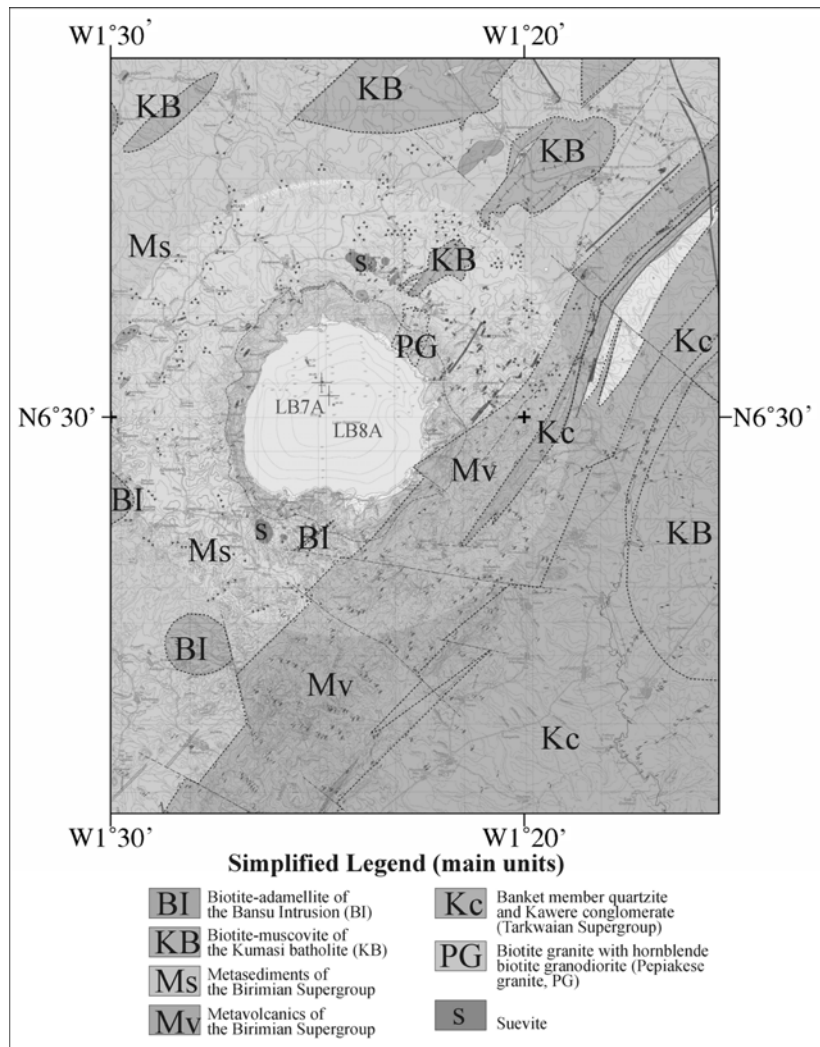 W1°30′ W1°20′
KB
KB
KB
Ms
s
KB
PG
Kc
LB7A
N6°30′ N6°30′
LB8A
Kc
Mv
BI
KB
s
BI
Ms
BI
Mv
Kc
W1°30′ W1°20′
Simplified Legend (main units)
BI Biotite-adamellite of
the Bansu Intrusion (BI)
KB Biotite-muscovite of
the Kumasi batholite (KB)
Ms Metasediments of
the Birimian Supergroup
Mv Metavolcanics of
the Birimian Supergroup
Kc Banket member quartzite
and Kawere conglomerate
(Tarkwaian Supergroup)
PG Biotite granite with hornblende
biotite granodiorite (Pepiakese
granite, PG)
s Suevite